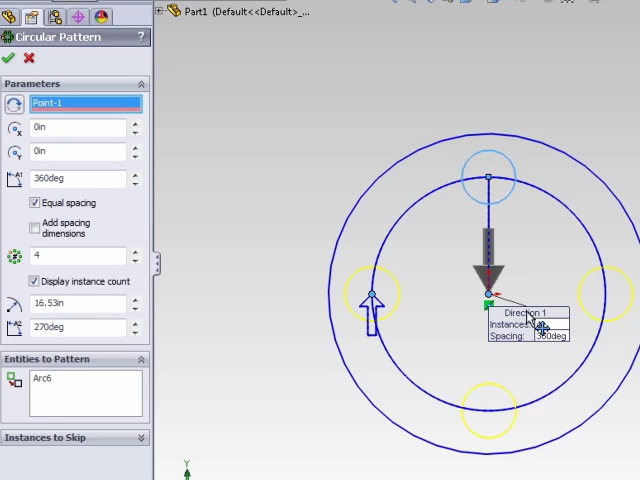 Part1 (Default<<Default>_...
Circular Pattern ?
Parameters
Point-1
0in
0in
360deg
Equal spacing
Add spacing
dimensions
4
Display instance count
16.53in
270deg
Entities to Pattern
Arc6
Instances to Skip
Direction 1
Instances:
Spacing: 360deg
Y